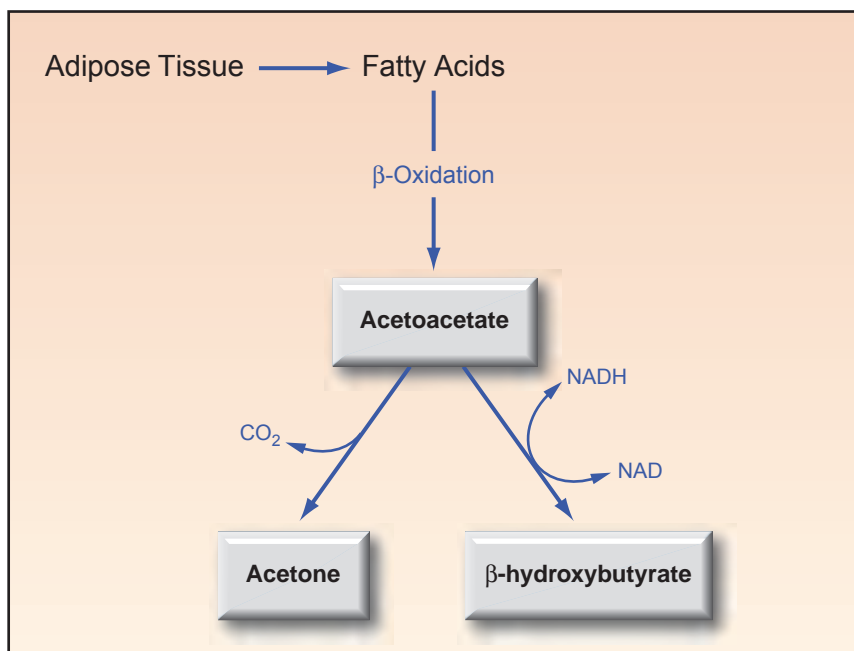 Adipose Tissue
Fatty Acids
β-Oxidation
Acetoacetate
NADH
CO₂
NAD
Acetone
β-hydroxybutyrate